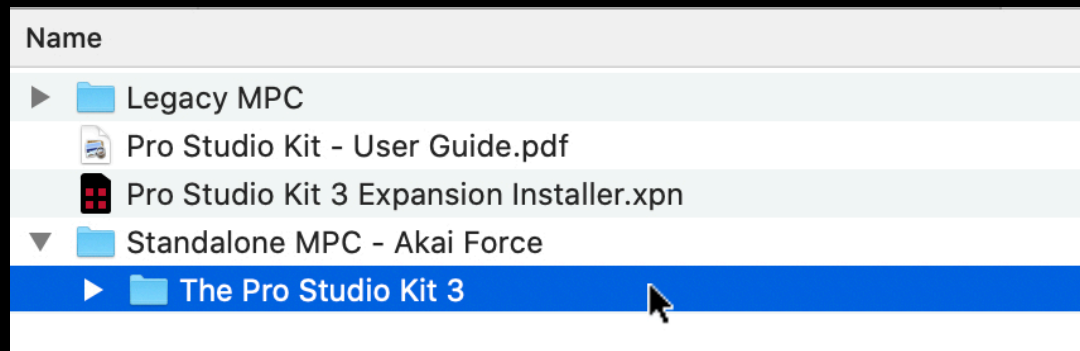 Name
Legacy MPC
Pro Studio Kit - User Guide.pdf
Pro Studio Kit 3 Expansion Installer.xpn
Standalone MPC - Akai Force
The Pro Studio Kit 3